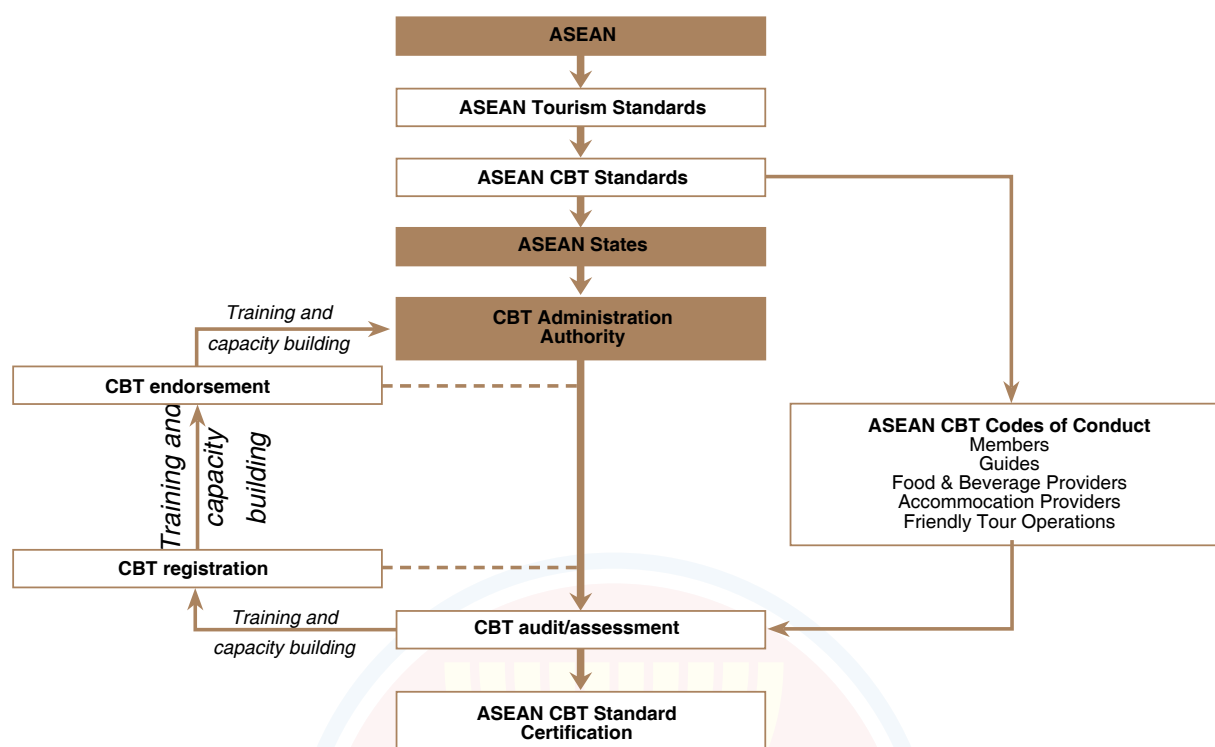 ASEAN
ASEAN Tourism Standards
ASEAN CBT Standards
ASEAN States
CBT Administration
Authority
Training and
capacity building
CBT endorsement
Training and
capacity
building
CBT registration
Training and
capacity building
CBT audit/assessment
ASEAN CBT Standard
Certification
ASEAN CBT Codes of Conduct
Members
Guides
Food & Beverage Providers
Accommocation Providers
Friendly Tour Operations